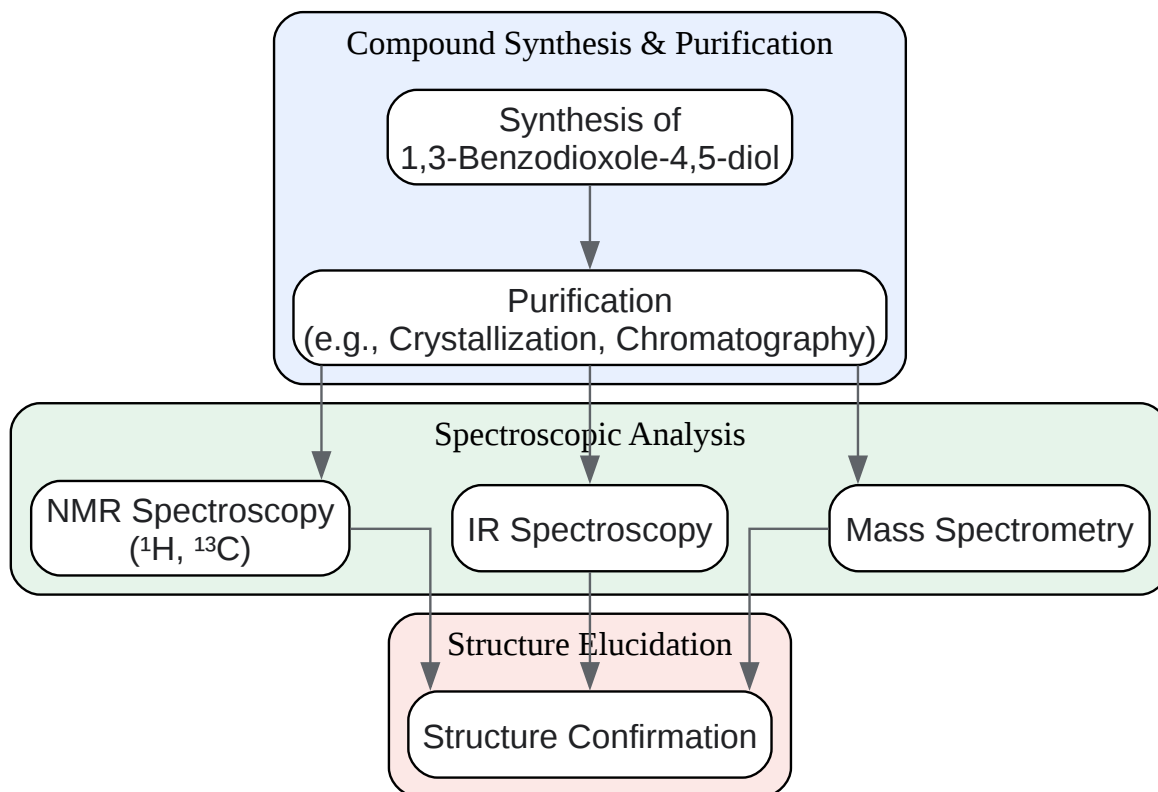 Compound Synthesis & Purification
Synthesis of
1,3-Benzodioxole-4,5-diol
Purification
(e.g., Crystallization, Chromatography)
Spectroscopic Analysis
NMR Spectroscopy
(¹H, ¹³C)
IR Spectroscopy
Mass Spectrometry
Structure Elucidation
Structure Confirmation